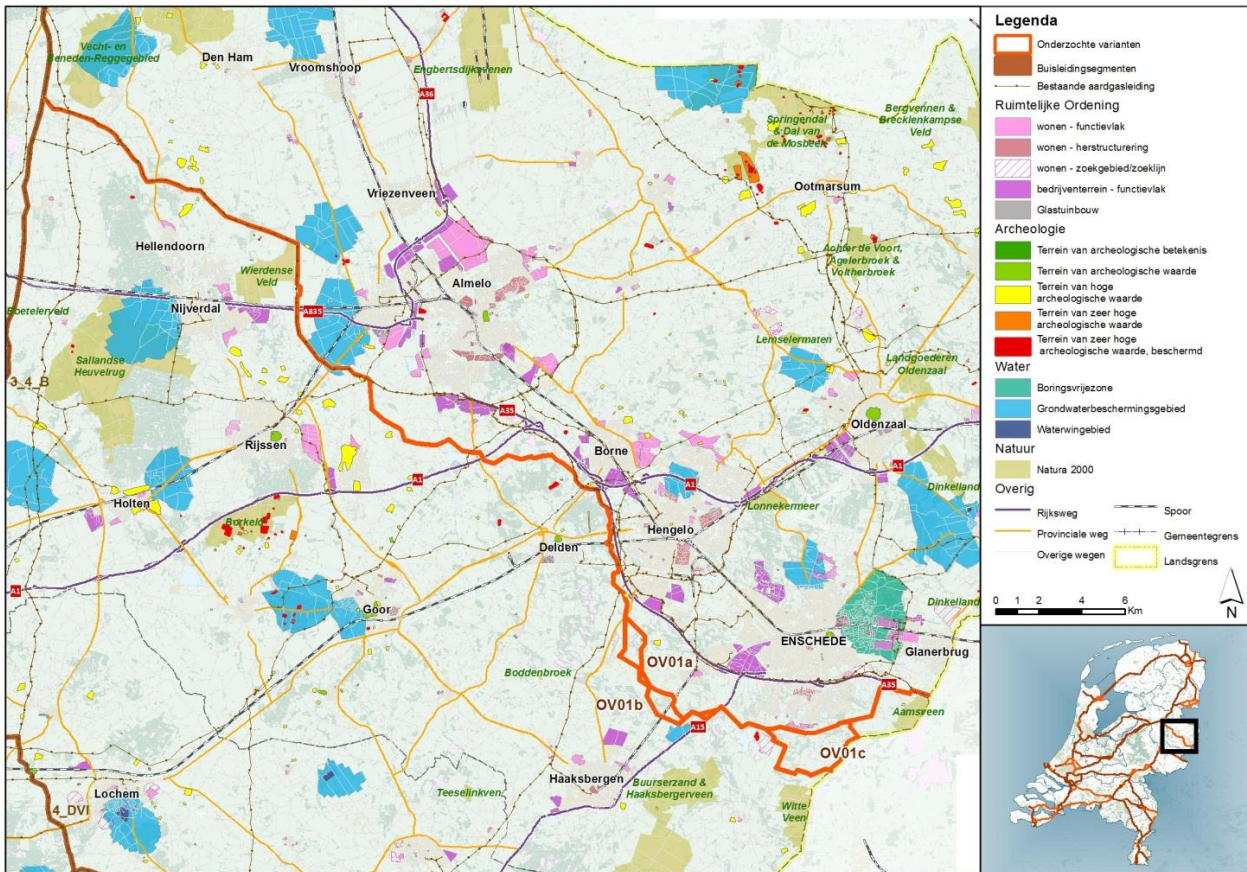 Vecht- en
Beneden-Reggegebied
Den Ham
Vroomshoop
Engbertsdijksvenen
A36
Springendal
& Dal van
de Mosbeek
Bergvennen &
Brecklenkampse
Veld
Ootmarsum
Vriezenveen
Hellendoorn
Wierdense
Veld
Achter de Voort,
Agelerbroek &
Voltherbroek
Almelo
Boetelerveld
Nijverdal
A835
Sallandse
Heuvelrug
3_4_B
Lemselermaten
Landgoederen
Oldenzaal
A35
Oldenzaal
Rijssen
Borne
A1
A1
A1
Holten
Borkeld
Lonnekermeer
Dinkelland
Hengelo
Delden
A1
Goor
Dinkelland
ENSCHEDE
Glanerbrug
Boddenbroek
OV01a
OV01b
A35
Aamsveen
A15
OV01c
Haaksbergen
Buurserzand &
Haaksbergerveen
Teeselinkven
Witte
Veen
Lochem
4_DVI
Legenda
Onderzochte varianten
Buisleidingsegmenten
Bestaande aardgasleiding
Ruimtelijke Ordening
wonen - functievlak
wonen - herstructurering
wonen - zoekgebied/zoeklijn
bedrijventerrein - functievlak
Glastuinbouw
Archeologie
Terrein van archeologische betekenis
Terrein van archeologische waarde
Terrein van hoge
archeologische waarde
Terrein van zeer hoge
archeologische waarde
Terrein van zeer hoge
archeologische waarde, beschermd
Water
Boringsvrijezone
Grondwaterbeschermingsgebied
Waterwingebied
Natuur
Natura 2000
Overig
Rijksweg
Spoor
Provinciale weg
Gemeentegrens
Overige wegen
Landsgrens
0 1 2 4 6
Km
N